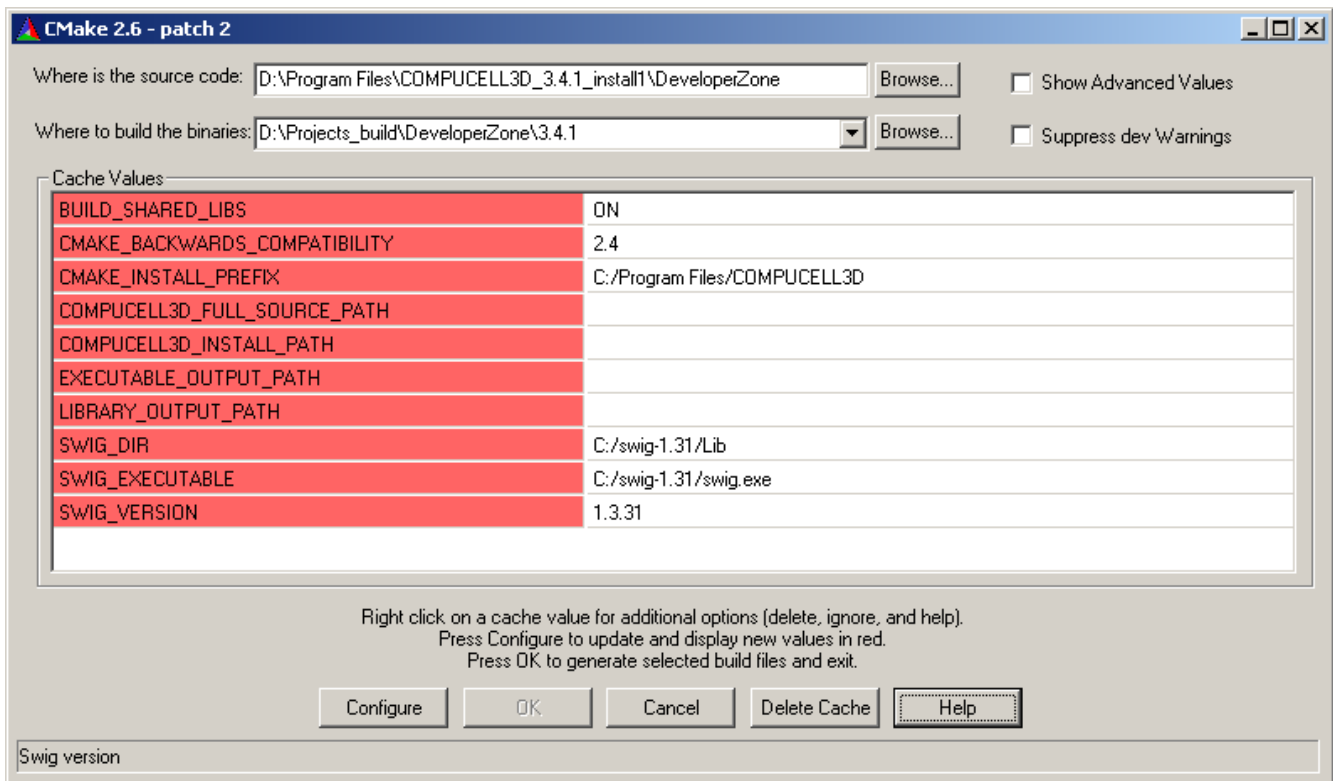 CMake 2.6 - patch 2
Where is the source code: D:\Program Files\COMPUCELL3D_3.4.1_install1\DeveloperZone Browse... Show Advanced Values
Where to build the binaries: D:\Projects_build\DeveloperZone\3.4.1 Browse... Suppress dev Warnings
Cache Values
BUILD_SHARED_LIBS ON
CMAKE_BACKWARDS_COMPATIBILITY 2.4
CMAKE_INSTALL_PREFIX C:/Program Files/COMPUCELL3D
COMPUCELL3D_FULL_SOURCE_PATH
COMPUCELL3D_INSTALL_PATH
EXECUTABLE_OUTPUT_PATH
LIBRARY_OUTPUT_PATH
SWIG_DIR C:/swig-1.31/Lib
SWIG_EXECUTABLE C:/swig-1.31/swig.exe
SWIG_VERSION 1.3.31
Right click on a cache value for additional options (delete, ignore, and help).
Press Configure to update and display new values in red.
Press OK to generate selected build files and exit.
Configure OK Cancel Delete Cache Help
Swig version